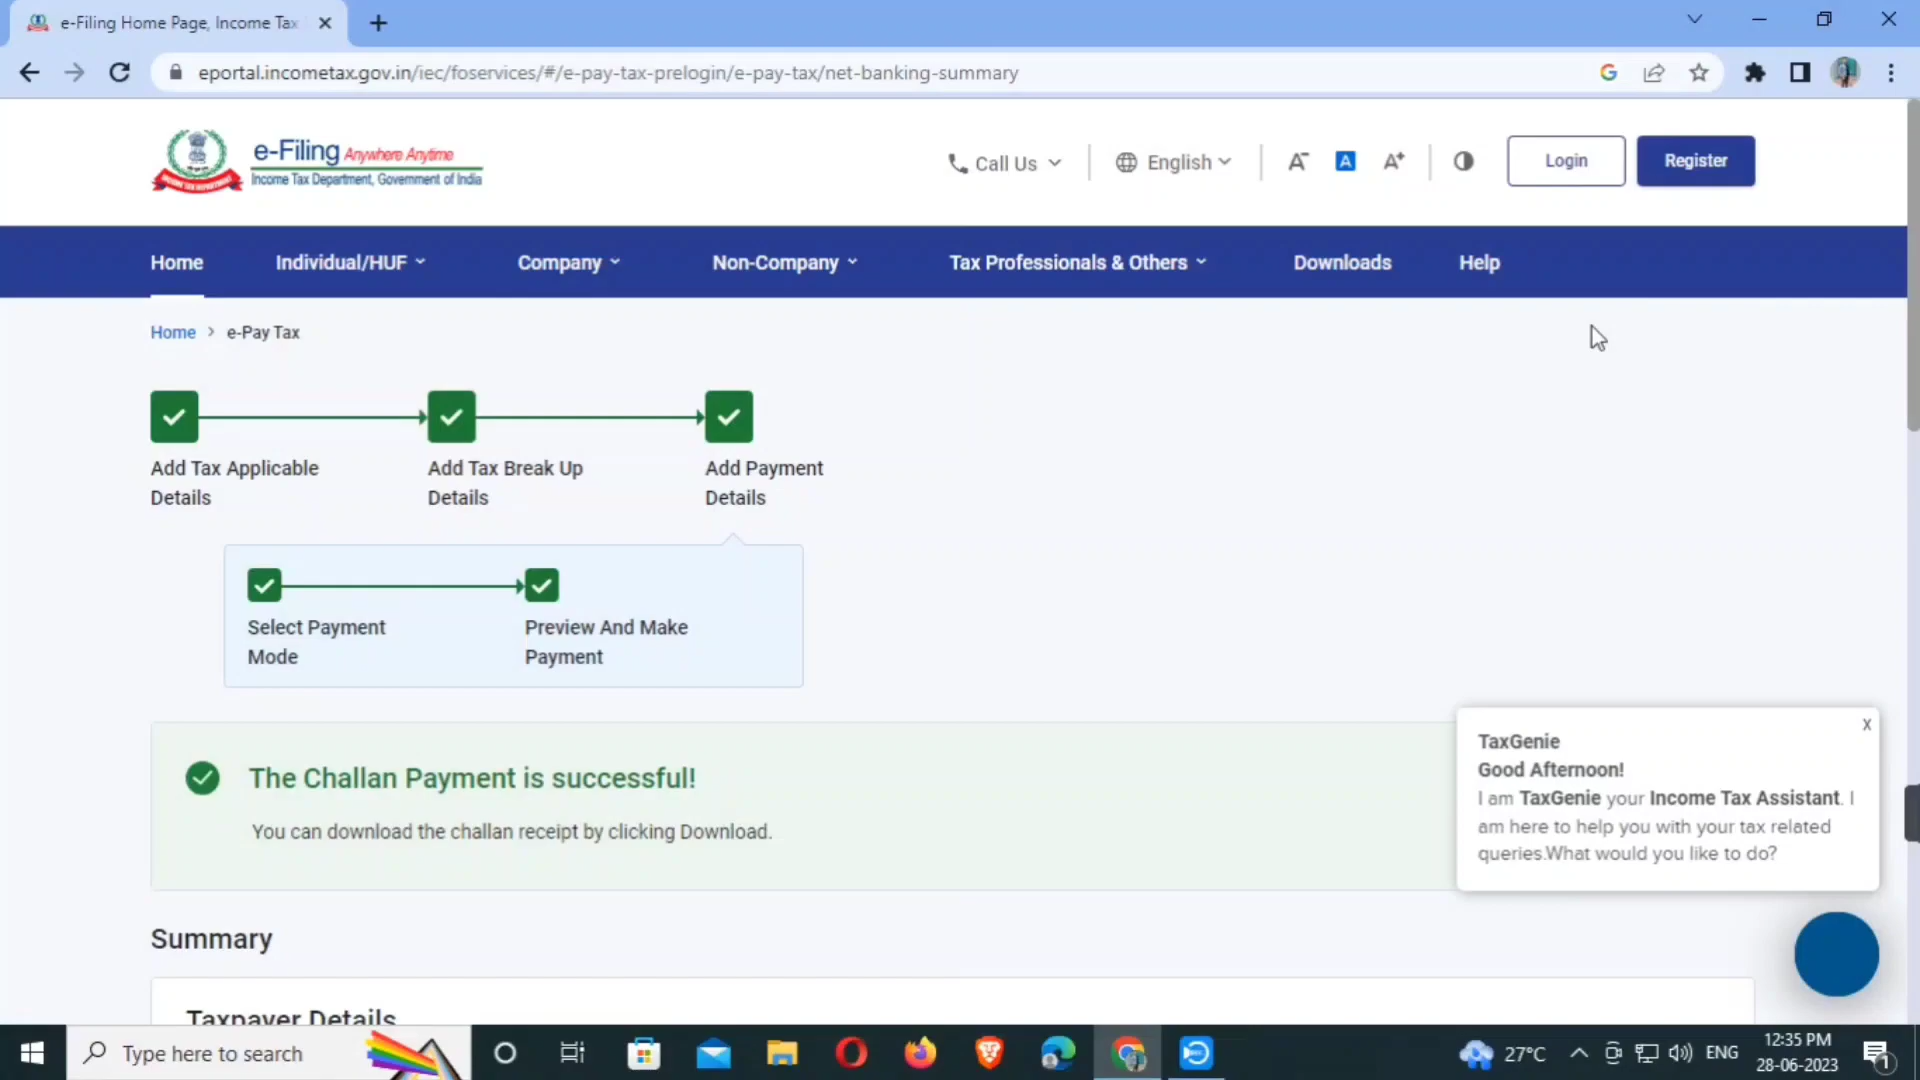 e-Filing Home Page, Income Tax
eportal.incometax.gov.in/iec/foservices/#/e-pay-tax-prelogin/e-pay-tax/net-banking-summary
e-Filing Anywhere Anytime
Income Tax Department, Government of India
INCOME TAX DEPARTMENT
Call Us
English
A-
A
A+
Login
Register
Home
Individual/HUF
Company
Non-Company
Tax Professionals & Others
Downloads
Help
Home > e-Pay Tax
Add Tax Applicable
Details
Add Tax Break Up
Details
Add Payment
Details
Select Payment
Mode
Preview And Make
Payment
The Challan Payment is successful!
You can download the challan receipt by clicking Download.
x
TaxGenie
Good Afternoon!
I am TaxGenie your Income Tax Assistant. I
am here to help you with your tax related
queries.What would you like to do?
Summary
Taxpayer Details
Type here to search
27°C
ENG
12:35 PM
28-06-2023
1